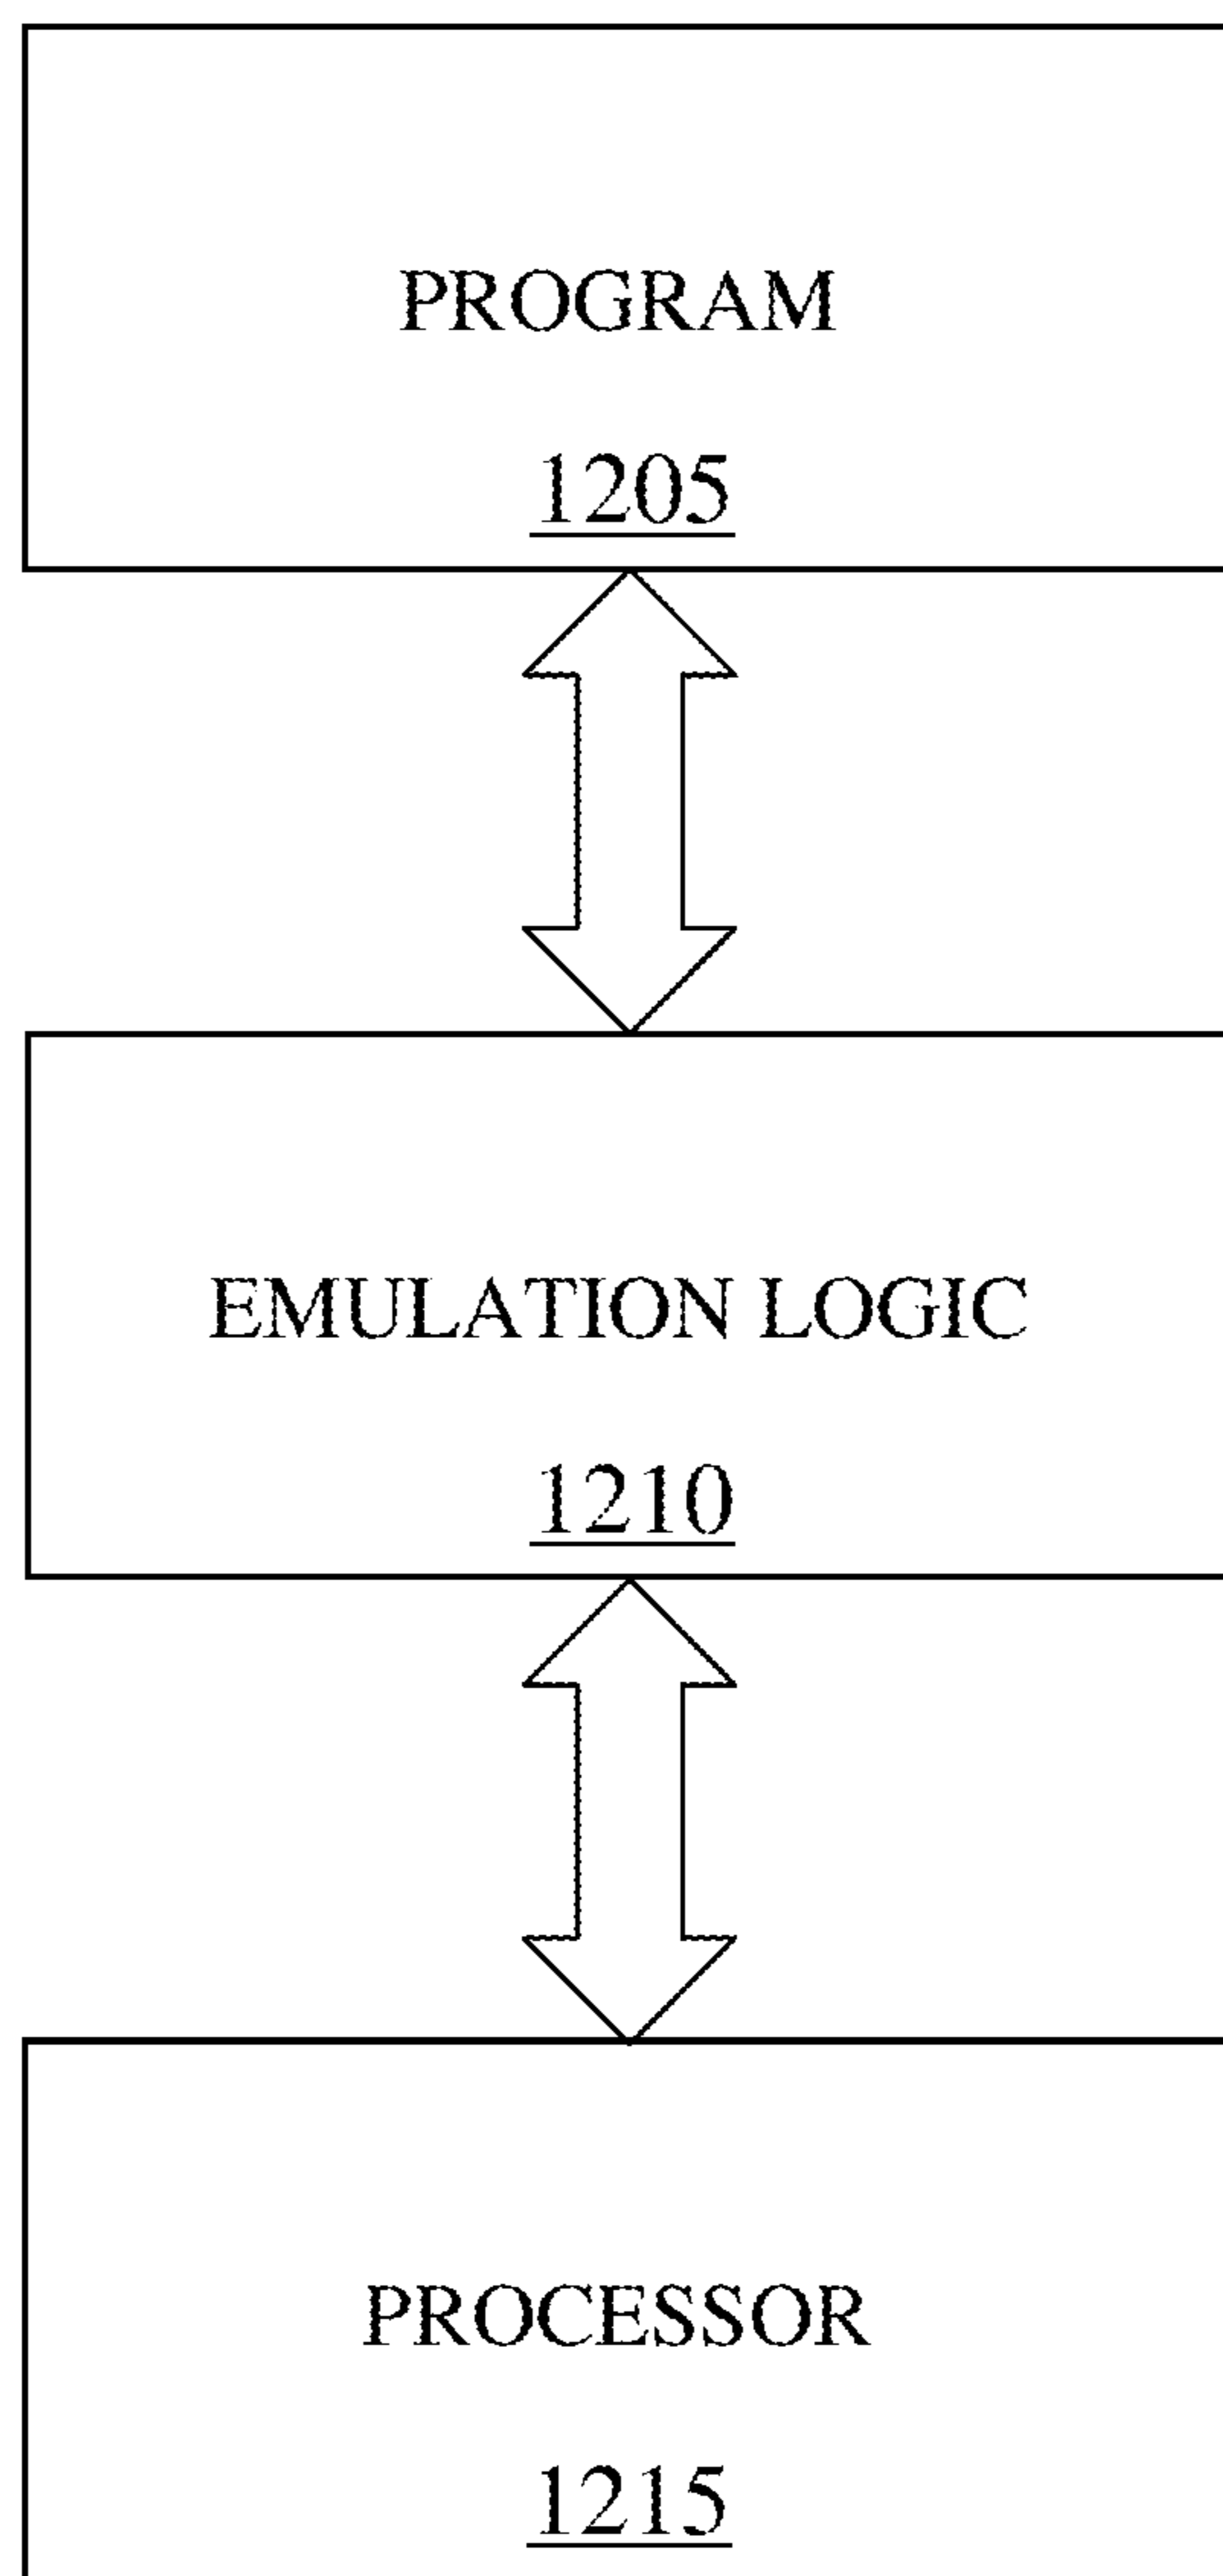 PROGRAM
1205
EMULATION LOGIC
1210
PROCESSOR
1215